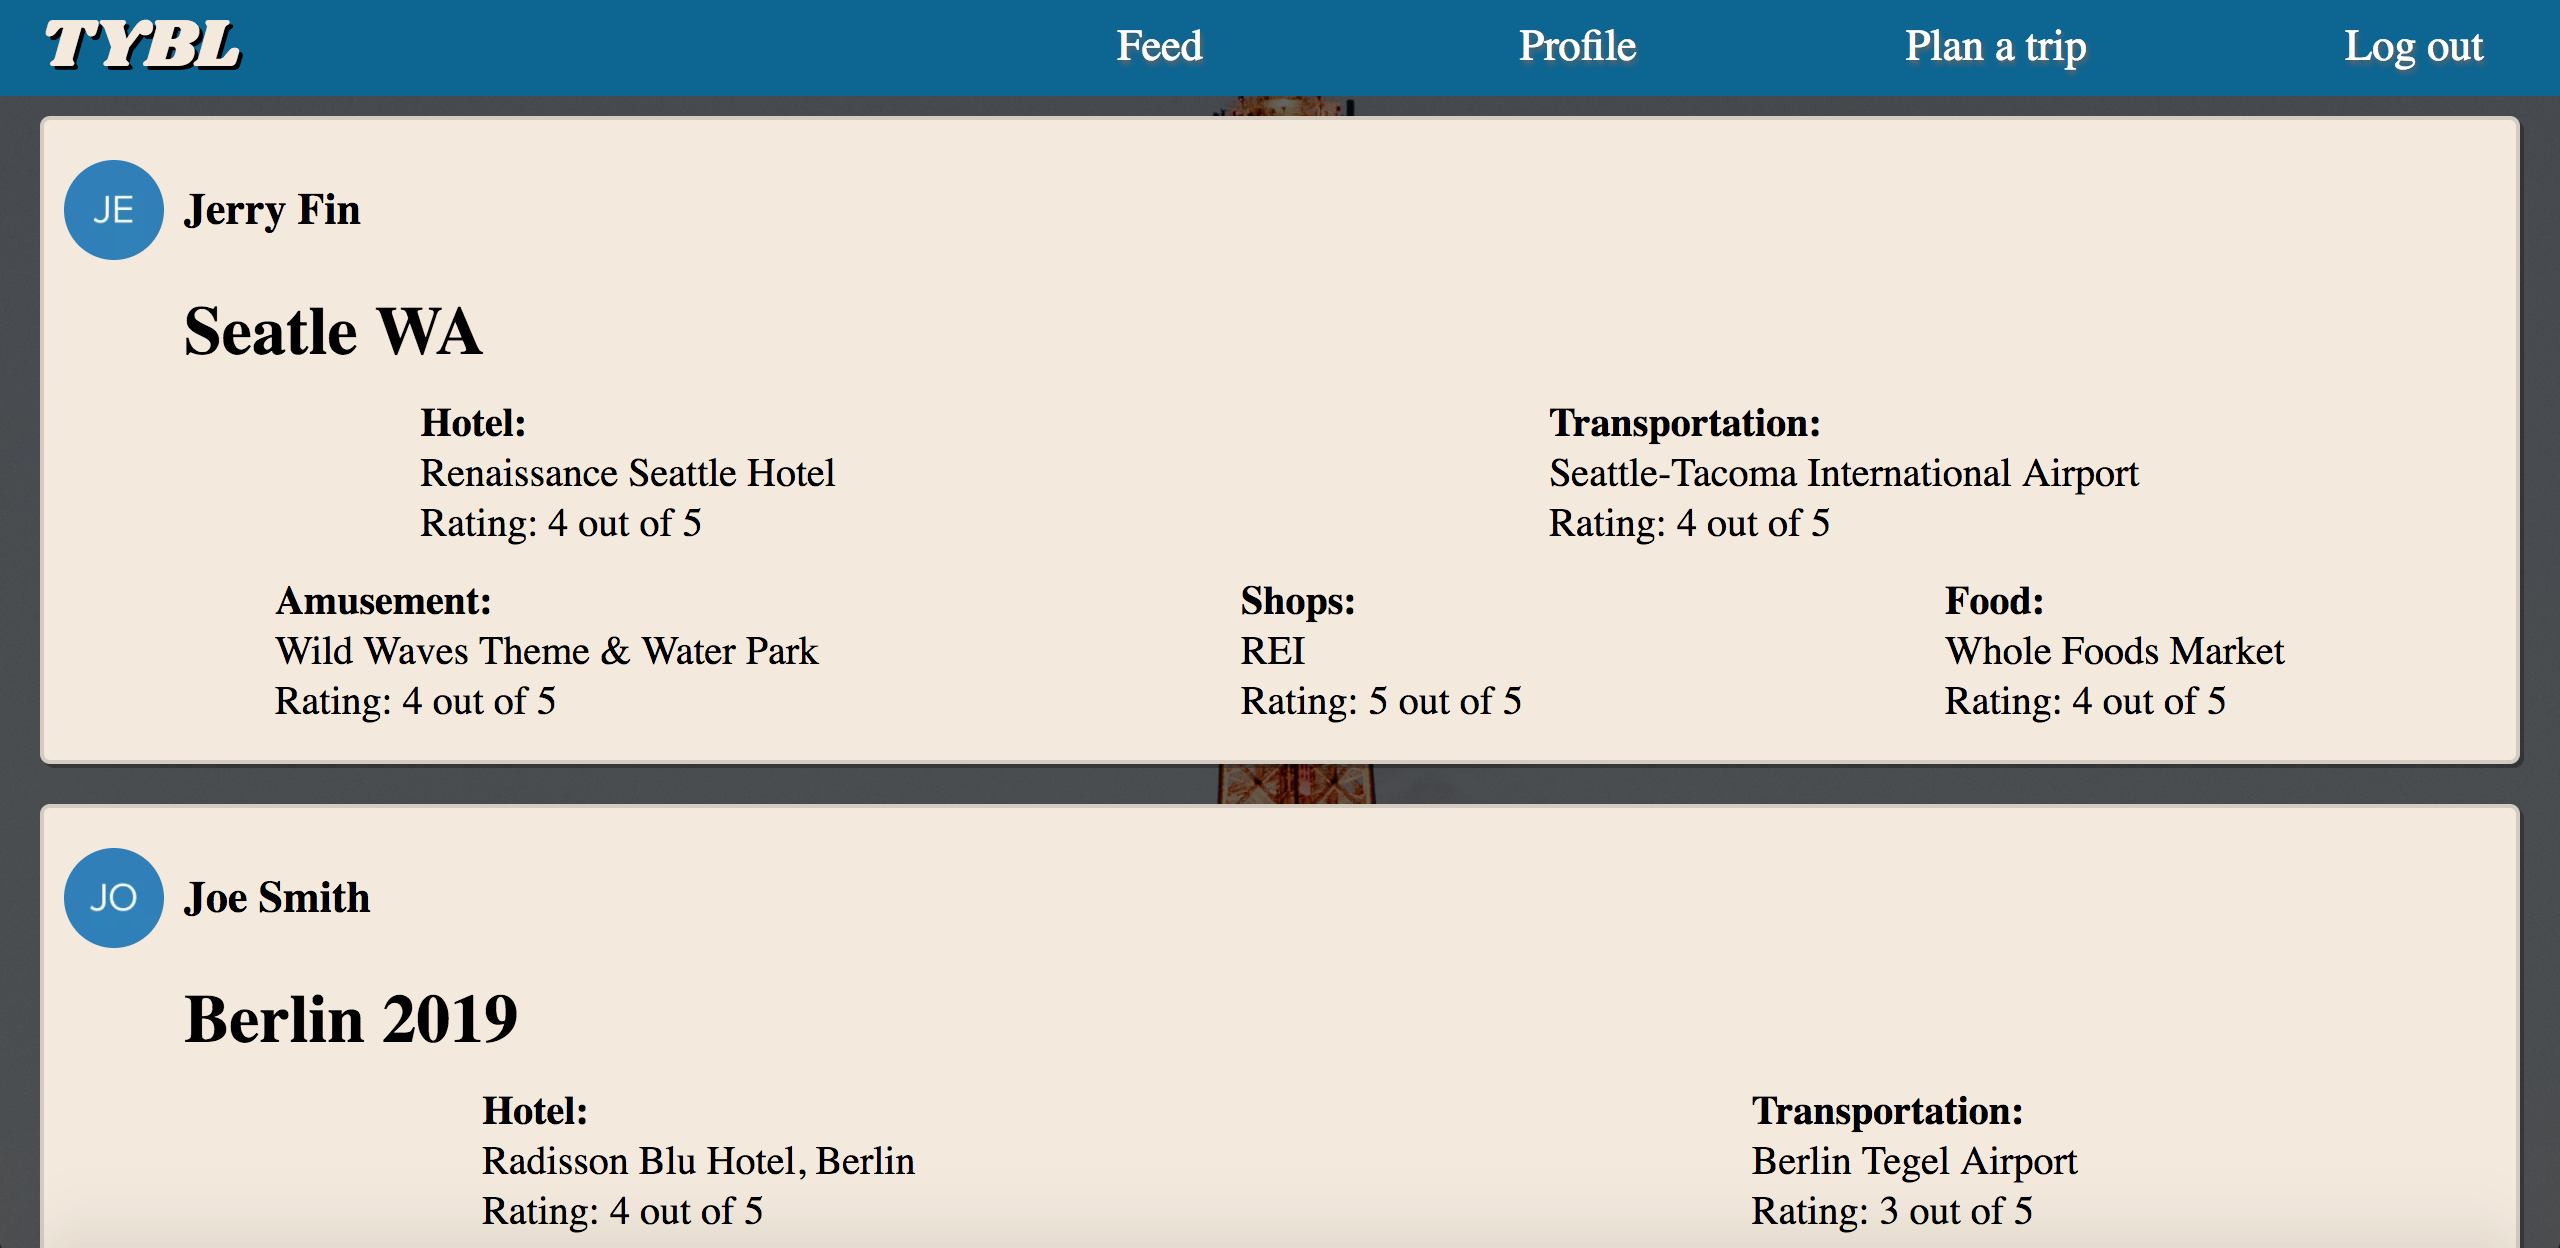 TYBL
Feed
Profile
Plan a trip
Log out
JE
Jerry Fin
Seatle WA
Hotel:
Renaissance Seattle Hotel
Rating: 4 out of 5
Transportation:
Seattle-Tacoma International Airport
Rating: 4 out of 5
Amusement:
Wild Waves Theme & Water Park
Rating: 4 out of 5
Shops:
REI
Rating: 5 out of 5
Food:
Whole Foods Market
Rating: 4 out of 5
JO
Joe Smith
Berlin 2019
Hotel:
Radisson Blu Hotel, Berlin
Rating: 4 out of 5
Transportation:
Berlin Tegel Airport
Rating: 3 out of 5